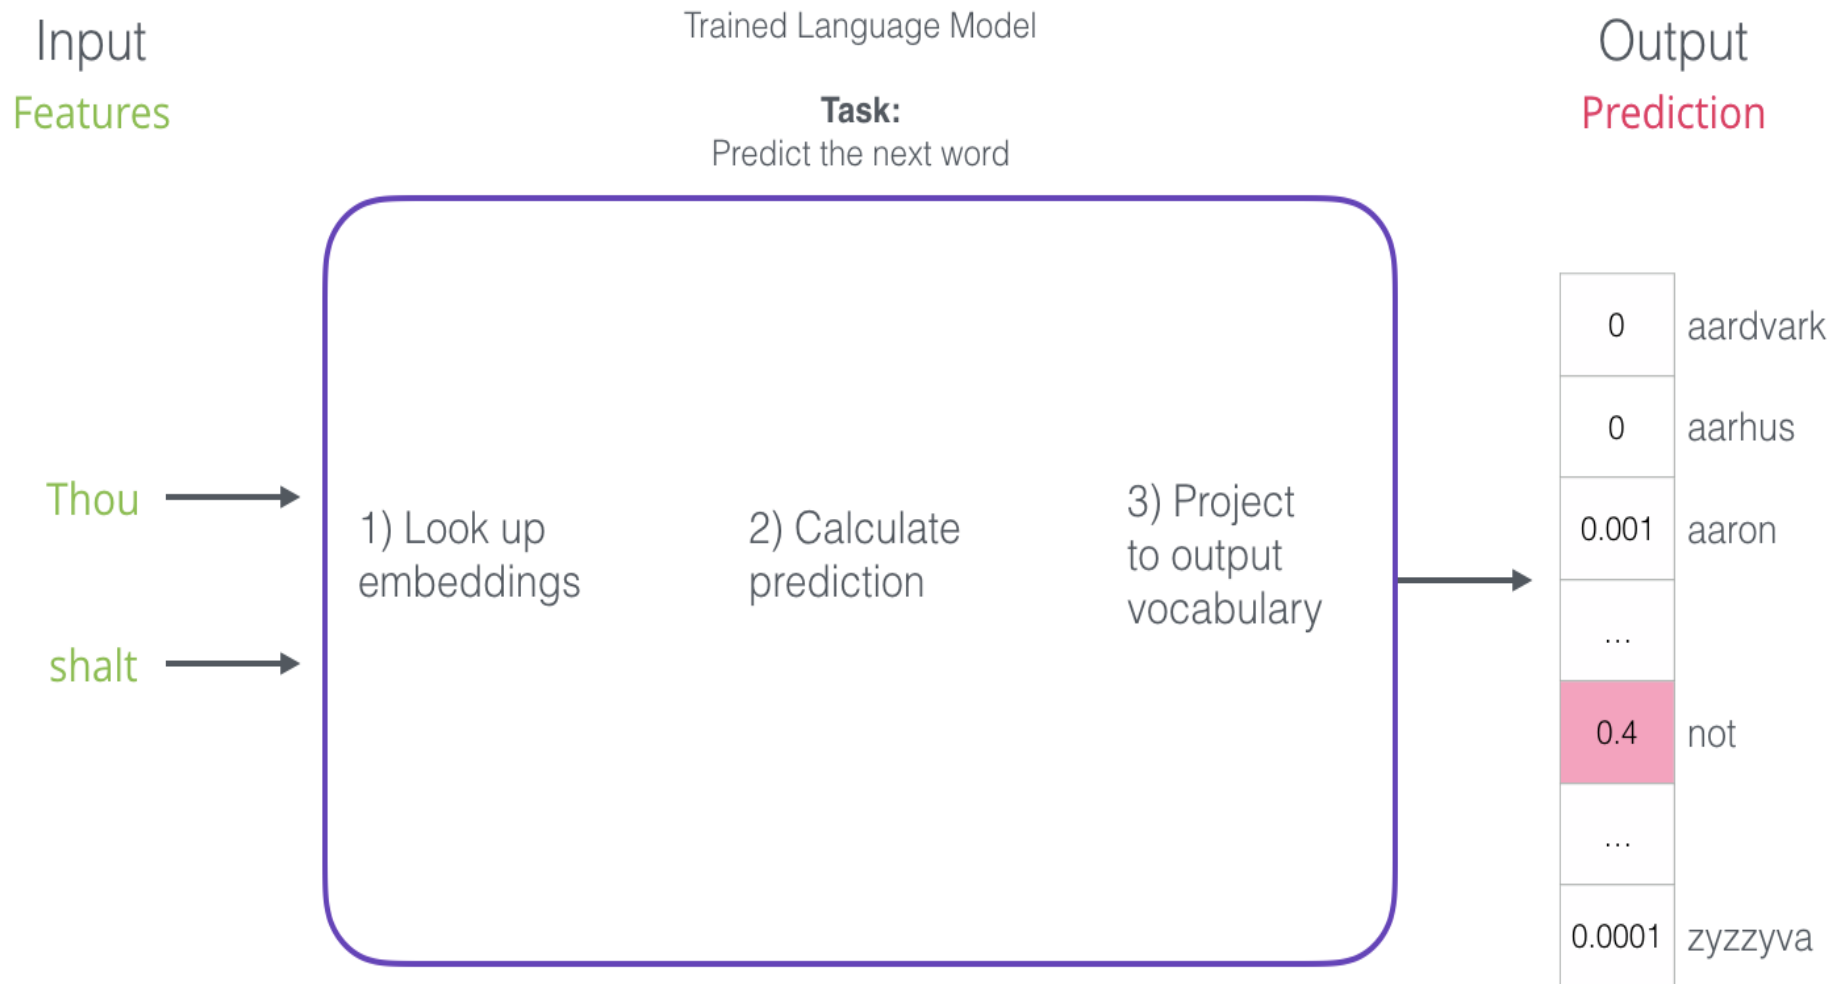 Input
Features
Trained Language Model
Task:
Predict the next word
Output
Prediction
Thou
shalt
1) Look up
embeddings
2) Calculate
prediction
3) Project
to output
vocabulary
0 aardvark
0 aarhus
0.001 aaron
...
0.4 not
...
0.0001 zyzzyva